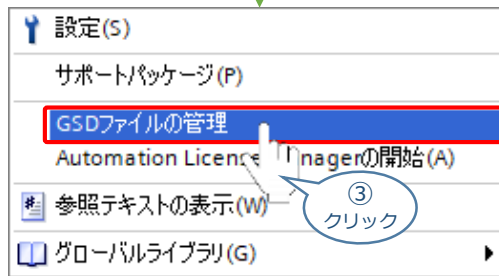 設定(S)
サポートパッケージ(P)
GSDファイルの管理
Automation License Managerの開始(A)
参照テキストの表示(W)
③
クリック
グローバルライブラリ(G)